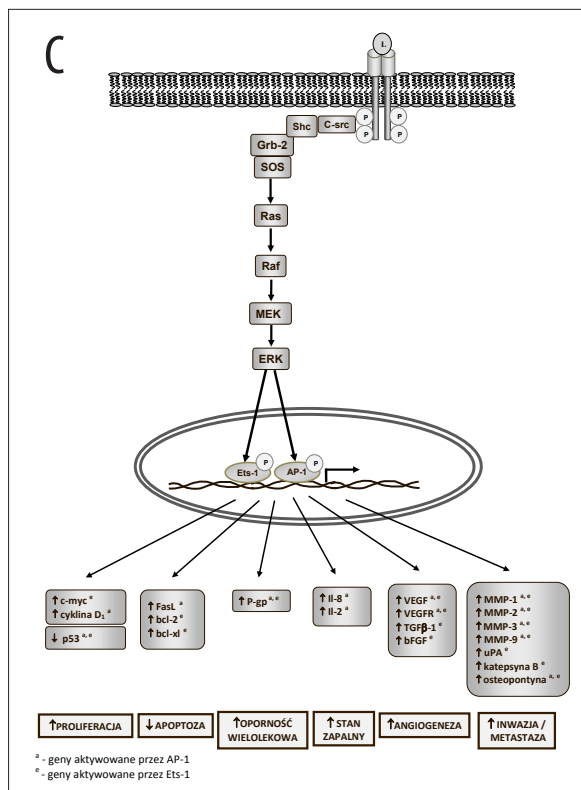 C
L
P P
P P
Shc C-src
Grb-2
SOS
Ras
Raf
MEK
ERK
P P
Ets-1 AP-1
↑c-myc ᵉ
↑cyklina D₁ ᵃ
↓ p53 ᵃ, ᵉ
↑ FasL ᵃ
↑ bcl-2 ᵉ
↑ bcl-xl ᵉ
↑ P-gp ᵃ, ᵉ
↑ Il-8 ᵃ
↑ Il-2 ᵃ
↑VEGF ᵃ, ᵉ
↑VEGFR ᵃ, ᵉ
↑TGFβ-1 ᵉ
↑bFGF ᵉ
↑MMP-1 ᵃ, ᵉ
↑MMP-2 ᵃ, ᵉ
↑MMP-3 ᵃ, ᵉ
↑MMP-9 ᵃ, ᵉ
↑uPA ᵉ
↑katepsyna B ᵉ
↑osteopontyna ᵃ, ᵉ
↑PROLIFERACJA
↓APOPTOZA
↑OPORNOŚĆ
WIELOLEKOWA
↑STAN
ZAPALNY
↑ANGIOGENEZA
↑INWAZJA /
METASTAZA
ᵃ - geny aktywowane przez AP-1
ᵉ - geny aktywowane przez Ets-1